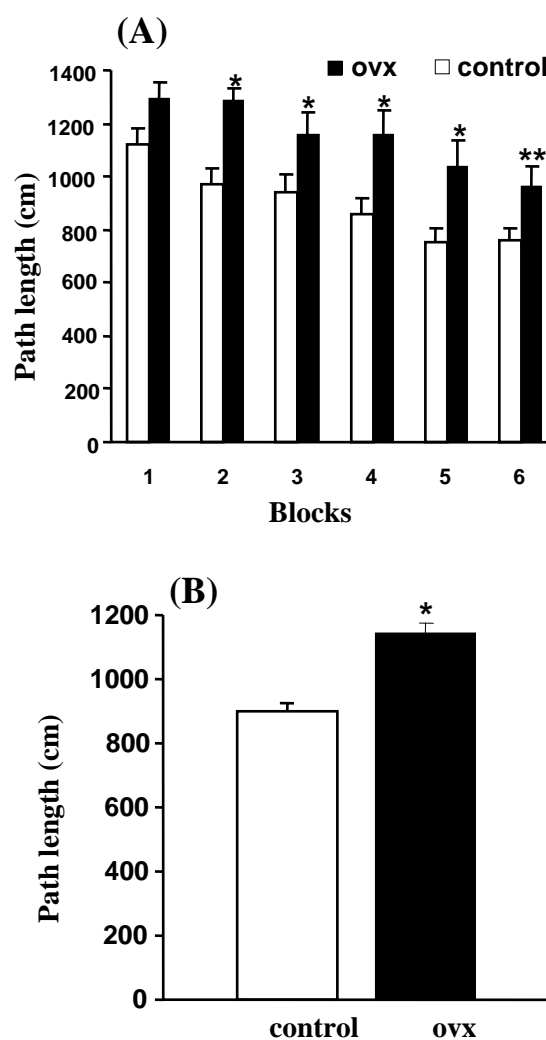 (A)
ovx control
Path length (cm)
1400
1200
1000
800
600
400
200
0
* * * * **
1 2 3 4 5 6
Blocks
(B)
Path length (cm)
1200
1000
800
600
400
200
0
*
control ovx